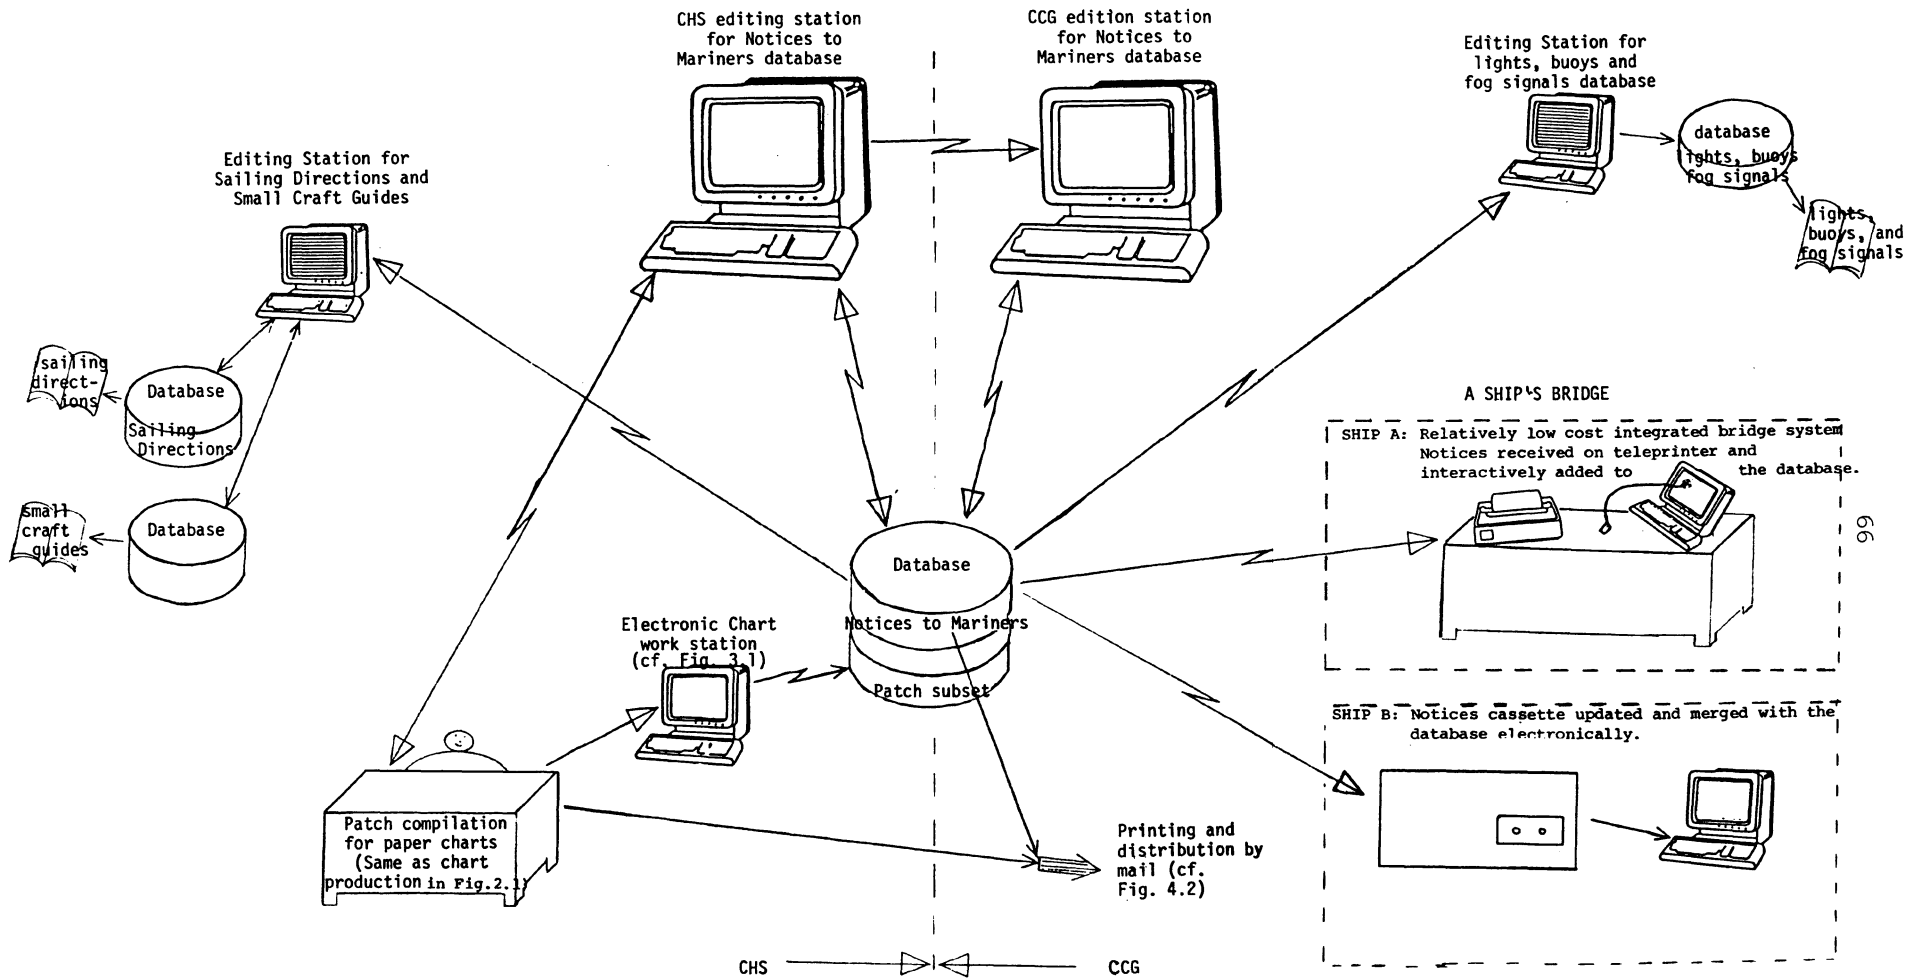 CHS editing station
for Notices to
Mariners database
CCG edition station
for Notices to
Mariners database
Editing Station for
lights, buoys and
fog signals database
database
lights, buoys
fog signals
lights,
buoys, and
fog signals
Editing Station for
Sailing Directions and
Small Craft Guides
sailing
direct-
ions
Database
Sailing
Directions
small
craft
guides
Database
A SHIP'S BRIDGE
SHIP A: Relatively low cost integrated bridge system
Notices received on teleprinter and
interactively added to the database.
66
Database
Notices to Mariners
Patch subset
Electronic Chart
work station
(cf. Fig. 3.1)
SHIP B: Notices cassette updated and merged with the
database electronically.
Patch compilation
for paper charts
(Same as chart
production in Fig.2.1)
Printing and
distribution by
mail (cf.
Fig. 4.2)
CHS
CCG